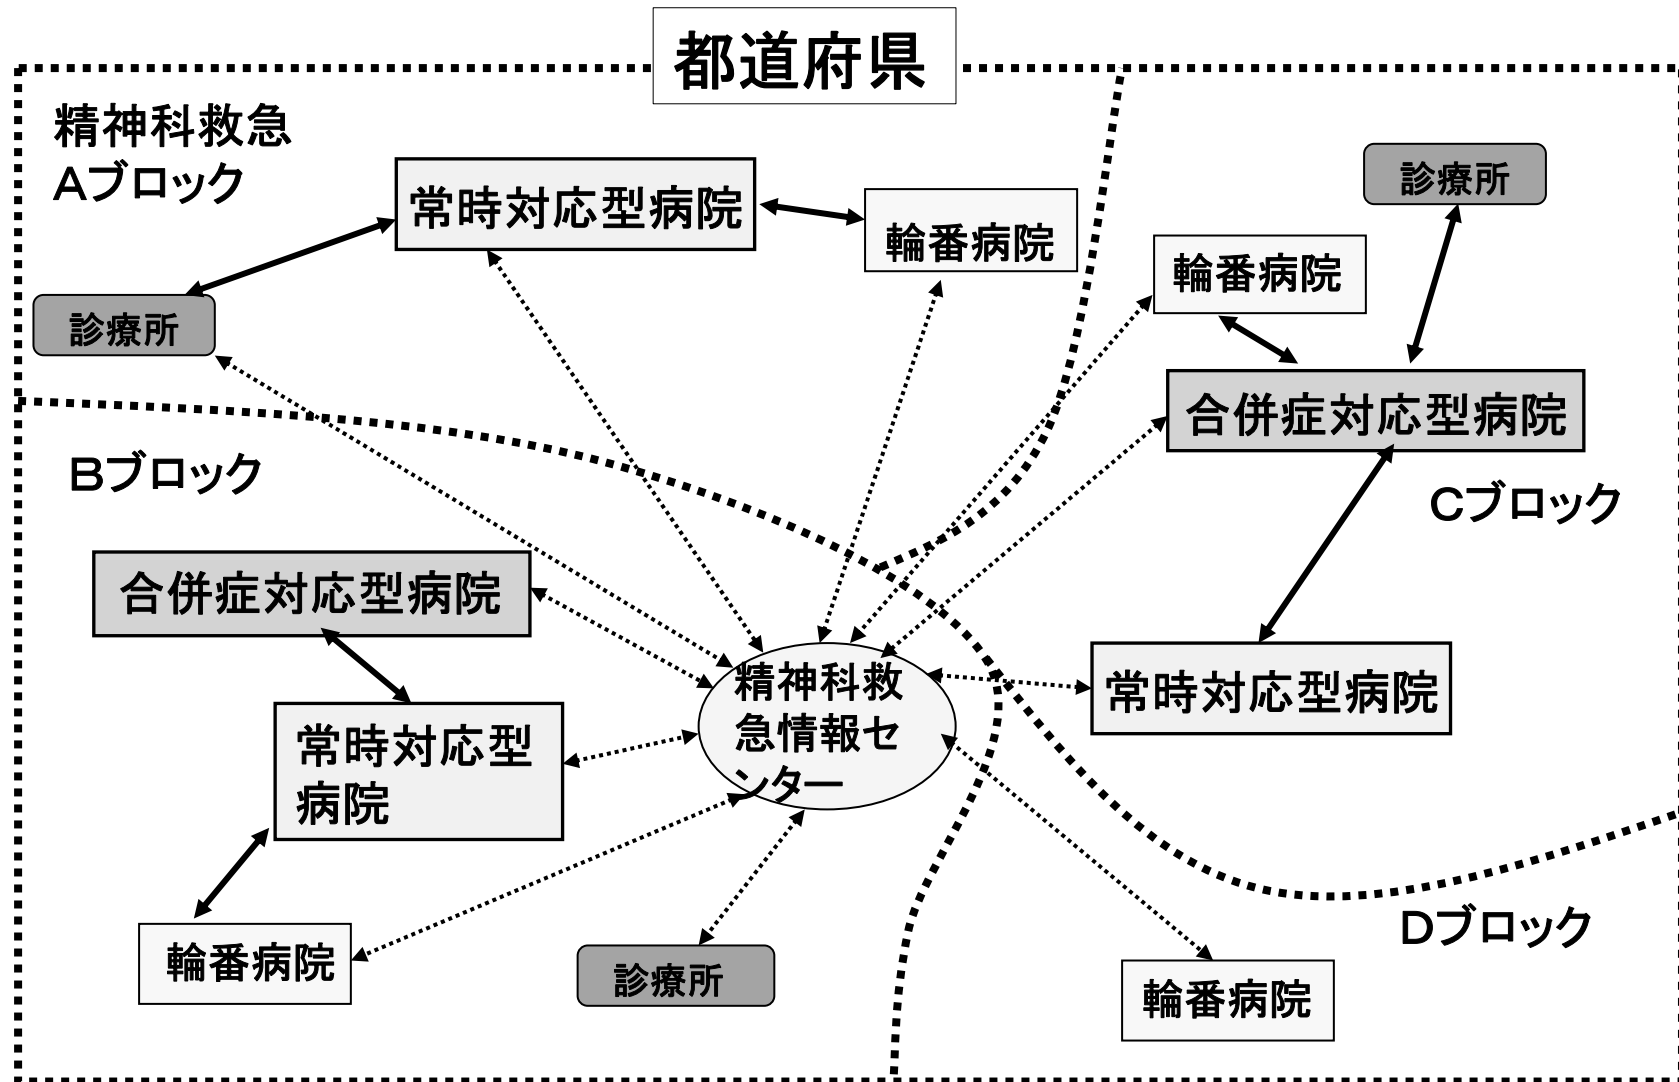 都道府県
精神科救急
Aブロック
常時対応型病院
輪番病院
診療所
診療所
輪番病院
合併症対応型病院
Cブロック
常時対応型病院
Bブロック
合併症対応型病院
常時対応型
病院
輪番病院
診療所
精神科救
急情報セ
ンター
Dブロック
輪番病院